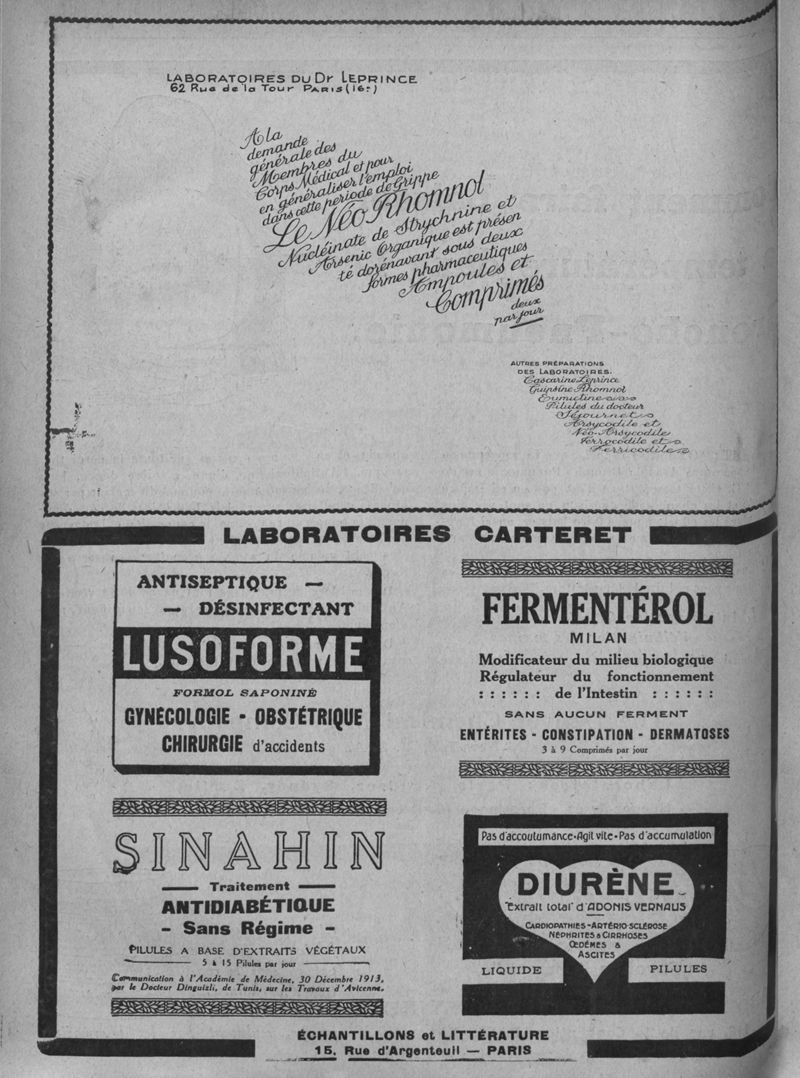 LABORATOIRES DU Dr LEPRINCE
62 Rue de la Tour PARIS (16e)
A la
demande
générale des
Membres du
Corps Médical et pour
en généraliser l'emploi
dans cette période de Grippe
Le Néo Rhomnol
Nucléinate de Strychnine et
Arsenic Organique est présen
té dorénavant sous deux
formes pharmaceutiques
Ampoules et
Comprimés
deux
par jour
AUTRES PRÉPARATIONS
DES LABORATOIRES.
Cascarine Leprince
Guipsine Rhomnol
Eumictine
Pilules du docteur
Séjournet
Arsycodile et
Néo-Arsycodile
Ferrocodile et
Ferricodile
LABORATOIRES CARTERET
ANTISEPTIQUE —
— DÉSINFECTANT
LUSOFORME
FORMOL SAPONINÉ
GYNÉCOLOGIE - OBSTÉTRIQUE
CHIRURGIE d'accidents
FERMENTÉROL
MILAN
Modificateur du milieu biologique
Régulateur du fonctionnement
: : : : : : de l'Intestin : : : : : :
SANS AUCUN FERMENT
ENTÉRITES - CONSTIPATION - DERMATOSES
3 à 9 Comprimés par jour
SINAHIN
— Traitement —
ANTIDIABÉTIQUE
- Sans Régime -
PILULES A BASE D'EXTRAITS VÉGÉTAUX
5 à 15 Pilules par jour
Communication à l'Académie de Médecine, 30 Décembre 1913,
par le Docteur Dinguizli, de Tunis, sur les Travaux d'Avicenne.
Pas d'accoutumance•Agit vite•Pas d'accumulation
DIURÈNE
"Extrait total" d'ADONIS VERNALIS
CARDIOPATHIES-ARTÉRIO-SCLÉROSE
NÉPHRITES & CIRRHOSES
ŒDÉMES &
ASCITES
LIQUIDE
PILULES
ÉCHANTILLONS et LITTÉRATURE
15, Rue d'Argenteuil — PARIS